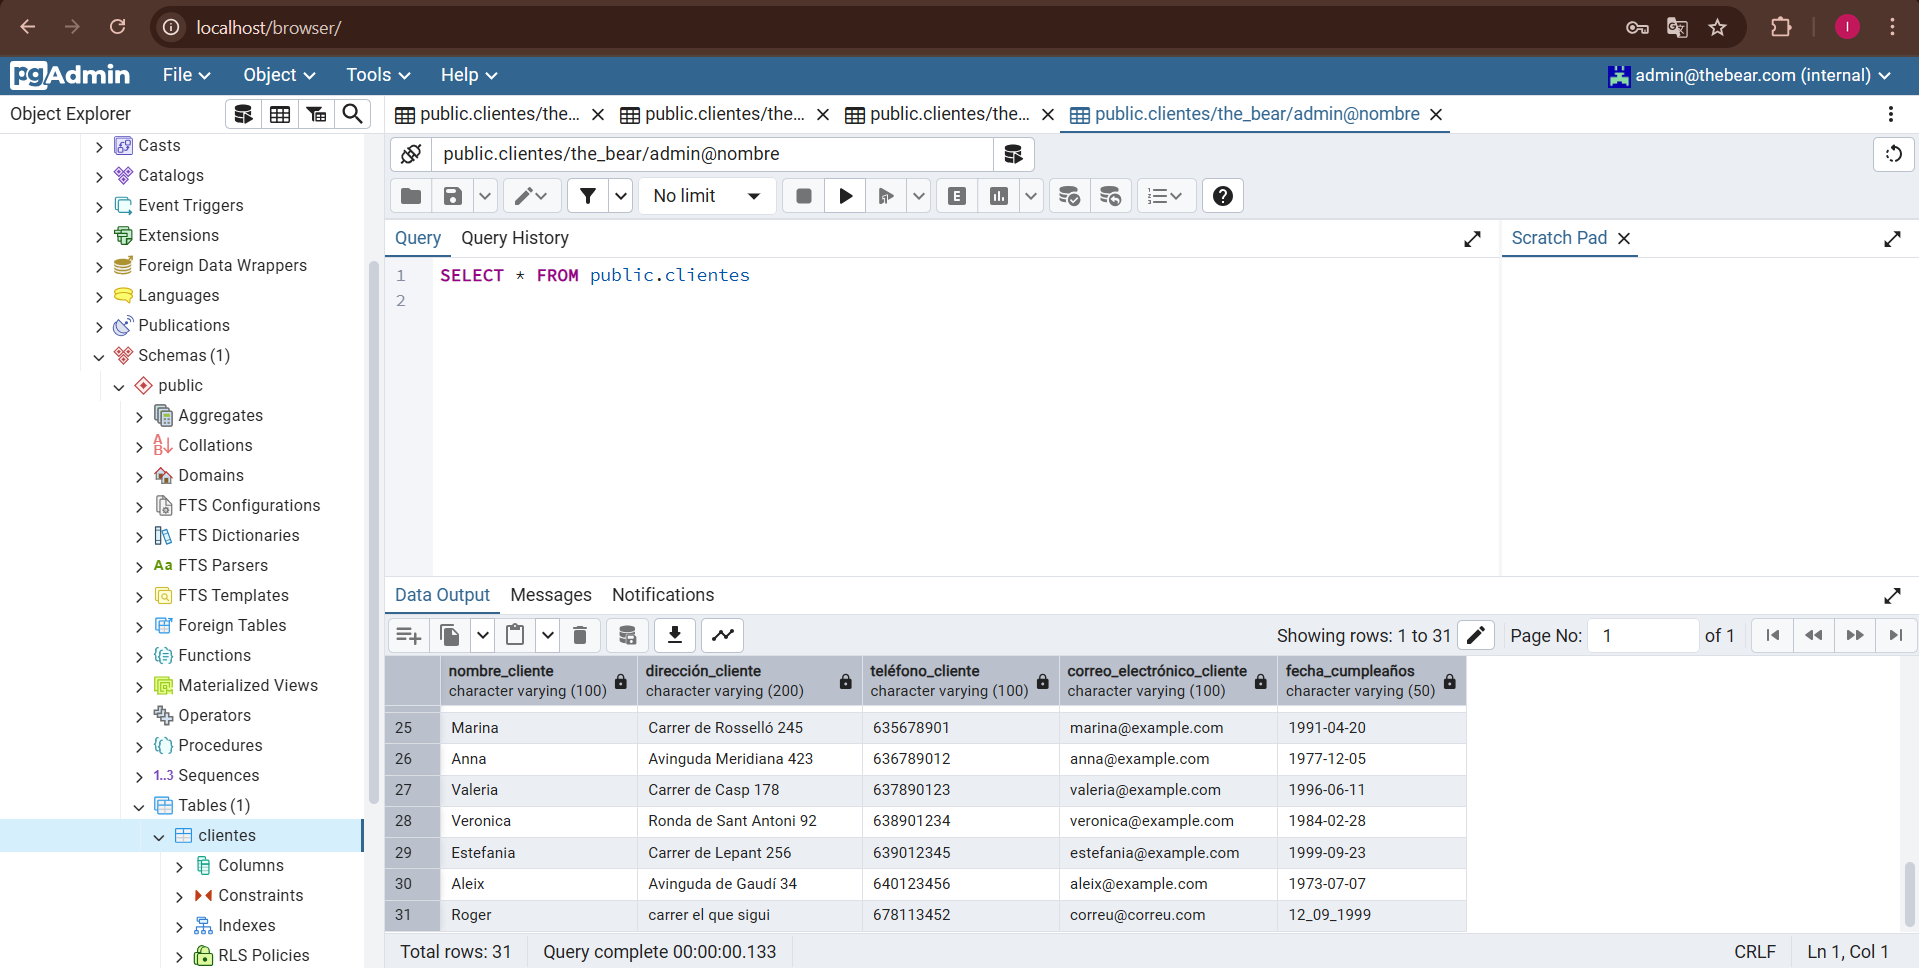 localhost/browser/
I
pgAdmin File Object Tools Help admin@thebear.com (internal)
Object Explorer
public.clientes/the... public.clientes/the... public.clientes/the... public.clientes/the_bear/admin@nombre
public.clientes/the_bear/admin@nombre
No limit
E
Query Query History
Scratch Pad
1 SELECT * FROM public.clientes
2
Casts
Catalogs
Event Triggers
Extensions
Foreign Data Wrappers
Languages
Publications
Schemas (1)
public
Aggregates
Collations
Domains
FTS Configurations
FTS Dictionaries
Aa FTS Parsers
FTS Templates
Foreign Tables
Functions
Materialized Views
Operators
Procedures
1..3 Sequences
Tables (1)
clientes
Columns
Constraints
Indexes
RLS Policies
Data Output Messages Notifications
Showing rows: 1 to 31 Page No: 1 of 1
nombre_cliente dirección_cliente teléfono_cliente correo_electrónico_cliente fecha_cumpleaños
character varying (100) character varying (200) character varying (100) character varying (100) character varying (50)
25 Marina Carrer de Rosselló 245 635678901 marina@example.com 1991-04-20
26 Anna Avinguda Meridiana 423 636789012 anna@example.com 1977-12-05
27 Valeria Carrer de Casp 178 637890123 valeria@example.com 1996-06-11
28 Veronica Ronda de Sant Antoni 92 638901234 veronica@example.com 1984-02-28
29 Estefania Carrer de Lepant 256 639012345 estefania@example.com 1999-09-23
30 Aleix Avinguda de Gaudí 34 640123456 aleix@example.com 1973-07-07
31 Roger carrer el que sigui 678113452 correu@correu.com 12_09_1999
Total rows: 31 Query complete 00:00:00.133 CRLF Ln 1, Col 1